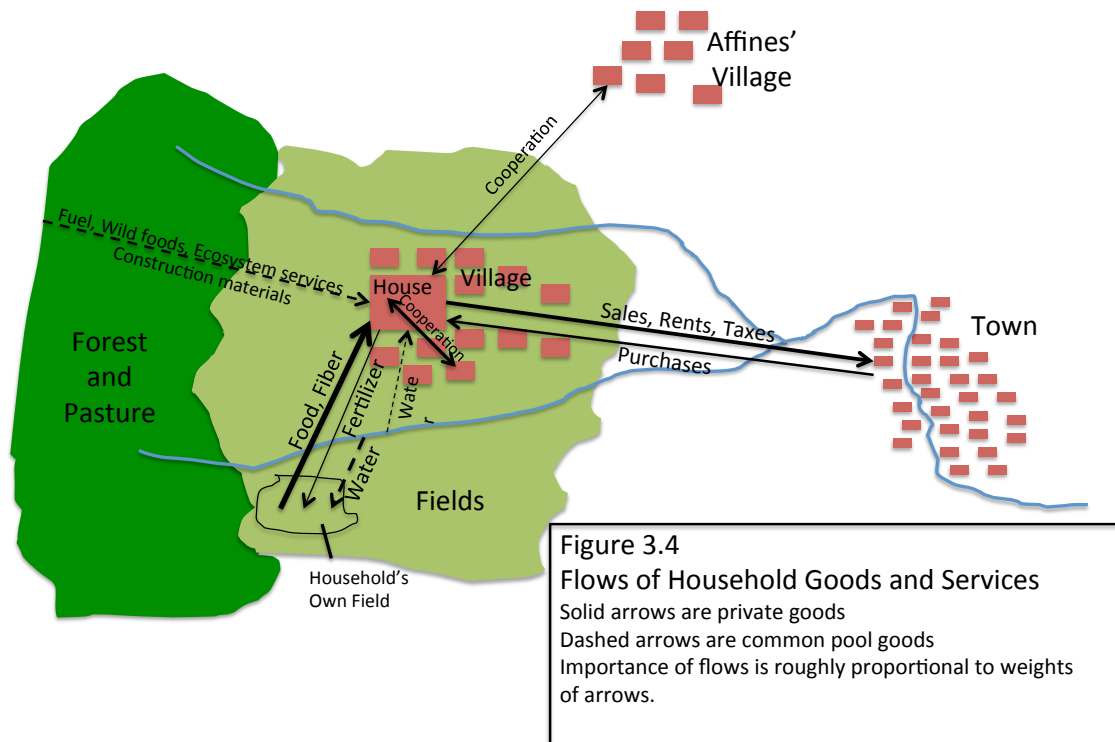 Affines'
Village
Cooperation
Fuel, Wild foods, Ecosystem services
Construction materials
House
Village
Cooperation
Sales, Rents, Taxes
Purchases
Town
Forest
and
Pasture
Food, Fiber
Fertilizer
Wate
r
Water
Fields
Household's
Own Field
Figure 3.4
Flows of Household Goods and Services
Solid arrows are private goods
Dashed arrows are common pool goods
Importance of flows is roughly proportional to weights
of arrows.